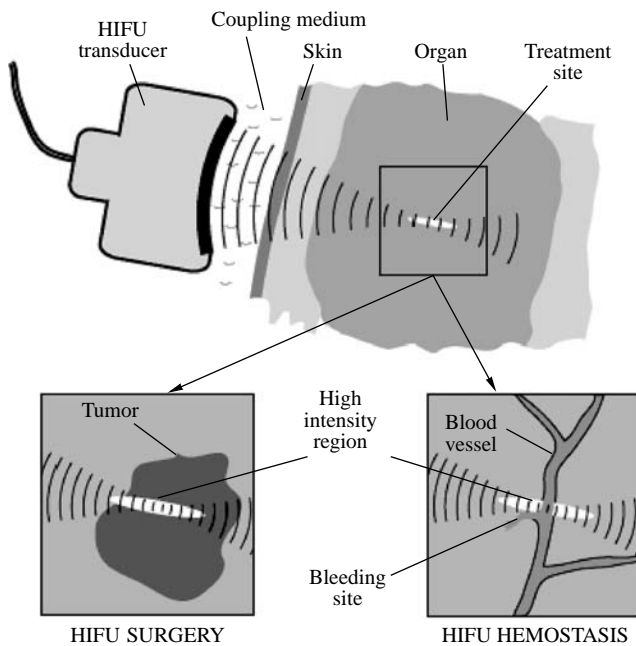 HIFU
transducer
Coupling medium
Skin
Organ
Treatment
site
Tumor
High
intensity
region
Blood
vessel
Bleeding
site
HIFU SURGERY
HIFU HEMOSTASIS